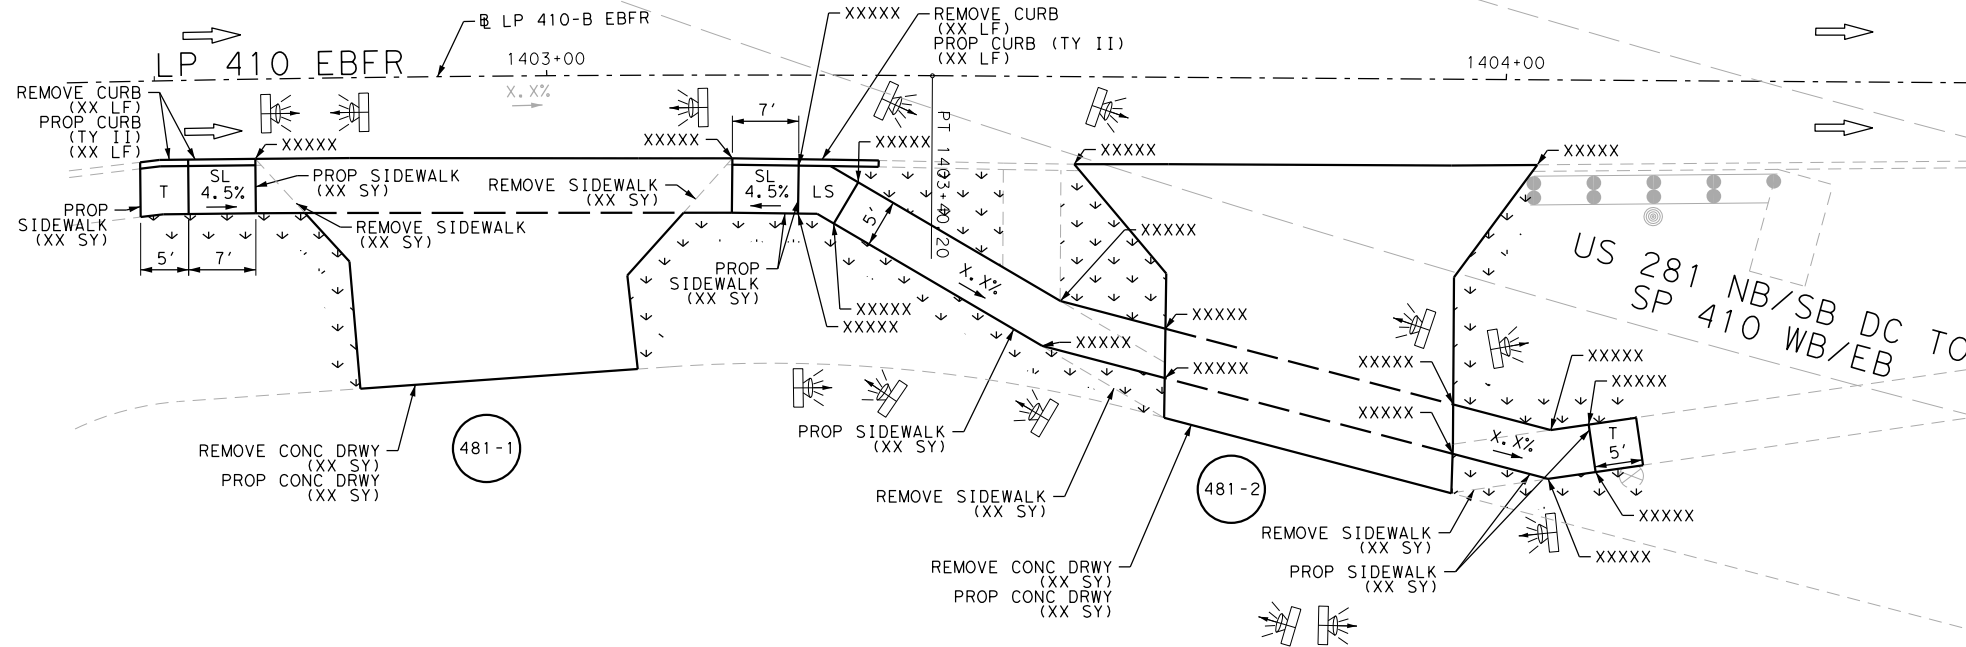 LP 410 EBFR
℄ LP 410-B EBFR
1403+00
X.X%
XXXXX
REMOVE CURB
(XX LF)
PROP CURB (TY II)
(XX LF)
1404+00
REMOVE CURB
(XX LF)
PROP CURB
(TY II)
(XX LF)
XXXXX
XXXXX
7'
XXXXX
PT 1403+40.20
XXXXX
XXXXX
T
SL
4.5%
PROP SIDEWALK
(XX SY)
REMOVE SIDEWALK
(XX SY)
SL
4.5%
LS
PROP
SIDEWALK
(XX SY)
REMOVE SIDEWALK
(XX SY)
5'
7'
5'
XXXXX
PROP
SIDEWALK
(XX SY)
X.X%
XXXXX
XXXXX
XXXXX
XXXXX
XXXXX
US 281 NB/SB DC TO
SP 410 WB/EB
XXXXX
XXXXX
XXXXX
XXXXX
X.X%
T
5'
REMOVE CONC DRWY
(XX SY)
PROP CONC DRWY
(XX SY)
481-1
PROP SIDEWALK
(XX SY)
REMOVE SIDEWALK
(XX SY)
481-2
XXXXX
REMOVE SIDEWALK
(XX SY)
XXXXX
PROP SIDEWALK
(XX SY)
REMOVE CONC DRWY
(XX SY)
PROP CONC DRWY
(XX SY)